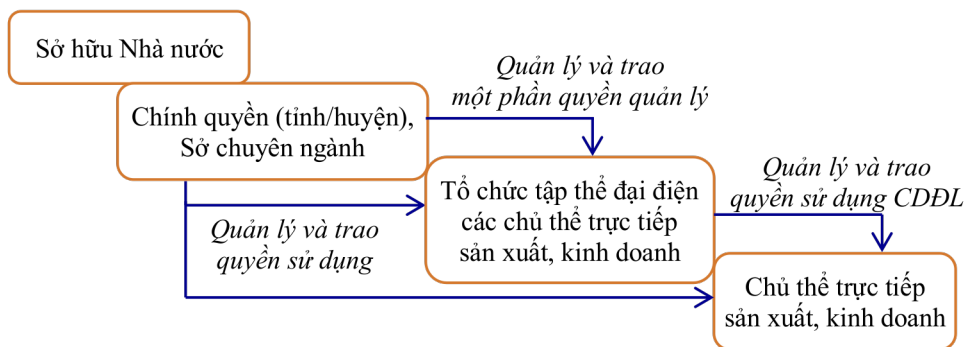 Sở hữu Nhà nước
Quản lý và trao
một phần quyền quản lý
Chính quyền (tỉnh/huyện),
Sở chuyên ngành
Quản lý và trao
quyền sử dụng CDĐL
Tổ chức tập thể đại điện
các chủ thể trực tiếp
sản xuất, kinh doanh
Quản lý và trao
quyền sử dụng
Chủ thể trực tiếp
sản xuất, kinh doanh